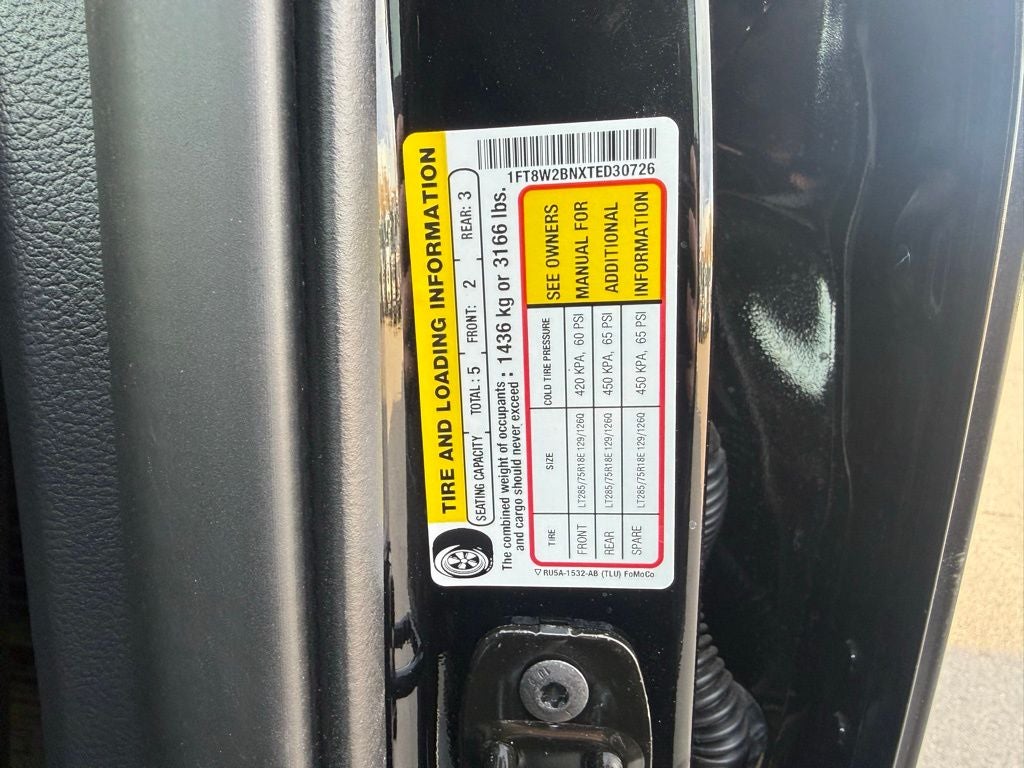 1FT8W2BNXTED30726
TIRE AND LOADING INFORMATION
SEATING CAPACITY TOTAL: 5 FRONT: 2 REAR: 3
The combined weight of occupants and cargo should never exceed : 1436 kg or 3166 lbs.
TIRE SIZE COLD TIRE PRESSURE
FRONT LT285/75R18E 129/126Q 420 KPA, 60 PSI
REAR LT285/75R18E 129/126Q 450 KPA, 65 PSI
SPARE LT285/75R18E 129/126Q 450 KPA, 65 PSI
SEE OWNERS
MANUAL FOR
ADDITIONAL
INFORMATION
RU5A-1532-AB (TLU) FoMoCo